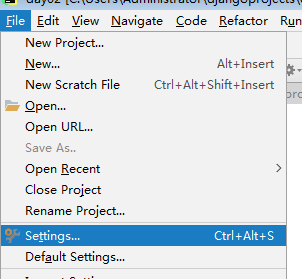 day02 [C:\Users\Administrator\djangoprojects\
File Edit View Navigate Code Refactor Run
New Project...
New... Alt+Insert
New Scratch File Ctrl+Alt+Shift+Insert
Open...
Open URL...
Save As..
Open Recent
Close Project
Rename Project...
Settings... Ctrl+Alt+S
Default Settings...